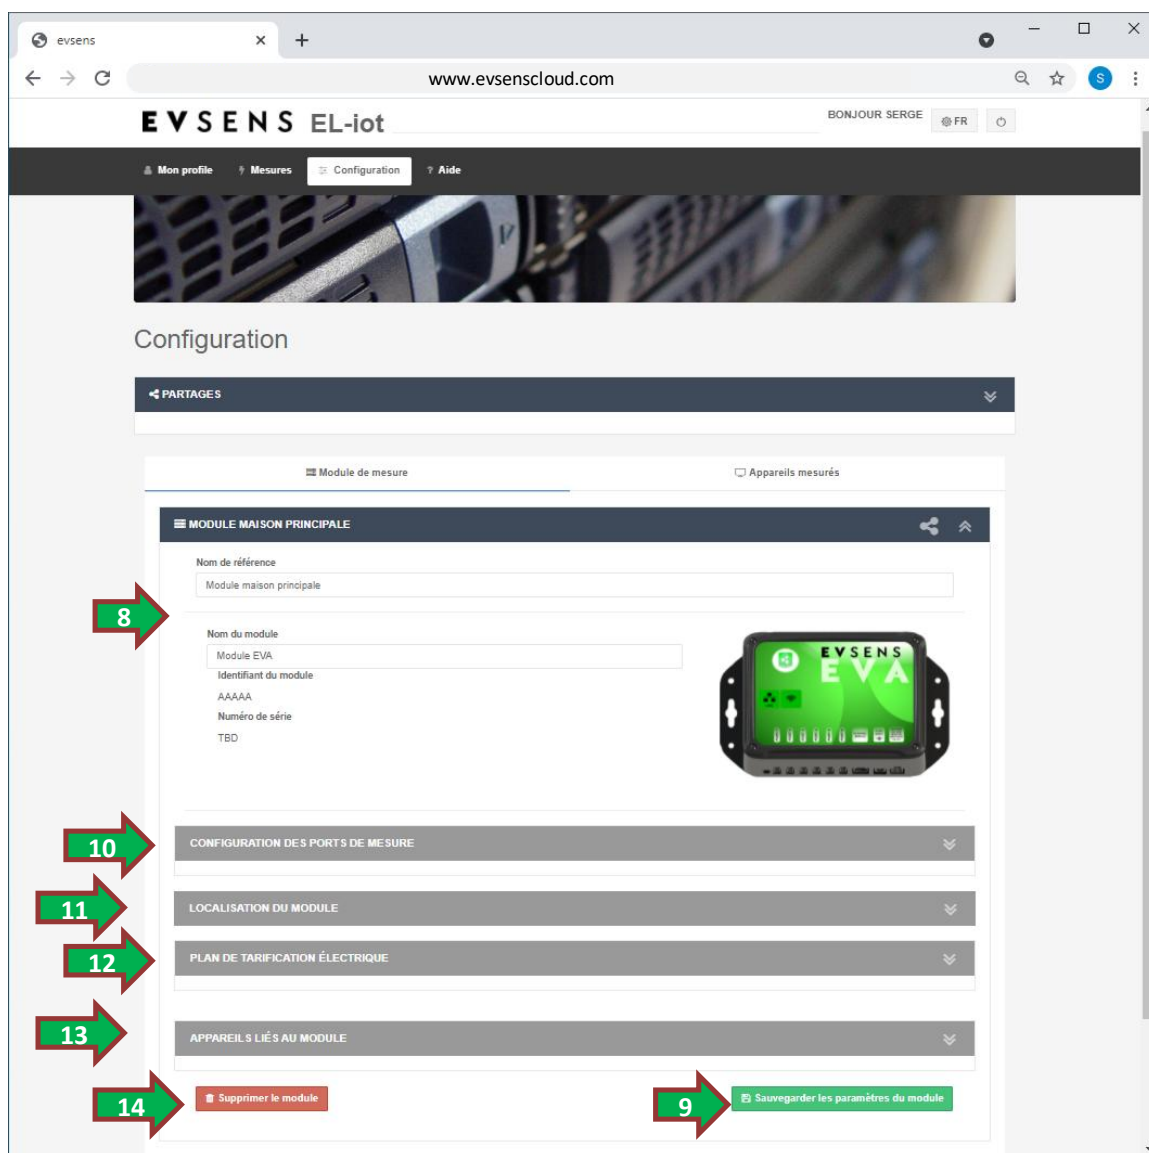 evsens
www.evsenscloud.com
S
EVSENS EL-iot
BONJOUR SERGE
FR
Mon profile
Mesures
Configuration
? Aide
Configuration
PARTAGES
Module de mesure
Appareils mesurés
MODULE MAISON PRINCIPALE
Nom de référence
Module maison principale
8
Nom du module
Module EVA
Identifiant du module
AAAAA
Numéro de série
TBD
EVSENS
EVA
10
CONFIGURATION DES PORTS DE MESURE
11
LOCALISATION DU MODULE
12
PLAN DE TARIFICATION ÉLECTRIQUE
13
APPAREILS LIÉS AU MODULE
14
Supprimer le module
9
Sauvegarder les paramètres du module